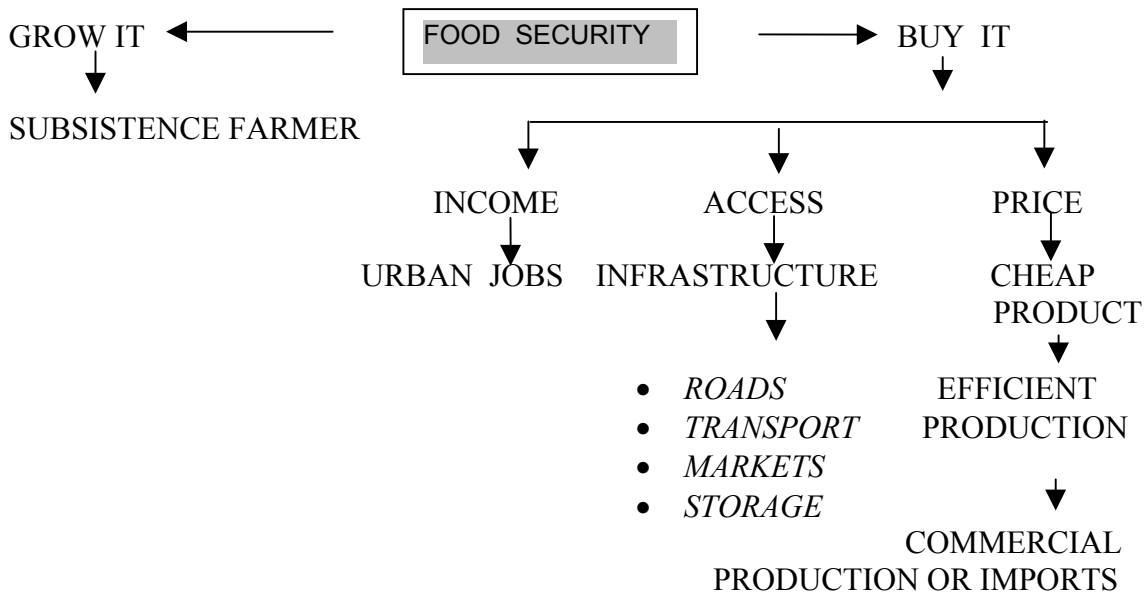 GROW IT
FOOD SECURITY
BUY IT
SUBSISTENCE FARMER
INCOME
ACCESS
PRICE
URBAN JOBS
INFRASTRUCTURE
CHEAP
PRODUCT
• ROADS
• TRANSPORT
• MARKETS
• STORAGE
EFFICIENT
PRODUCTION
COMMERCIAL
PRODUCTION OR IMPORTS